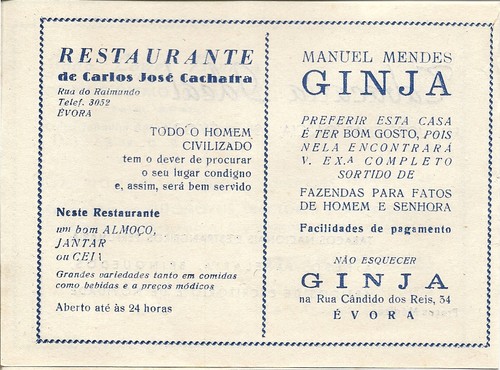 RESTAURANTE
de Carlos José Cachatra
Rua do Raimundo
Telef. 3052
ÉVORA
TODO O HOMEM
CIVILIZADO
tem o dever de procurar
o seu lugar condigno
e, assim, será bem servido
Neste Restaurante
um bom ALMOÇO,
JANTAR
ou CEIA
Grandes variedades tanto em comidas
como bebidas e a preços módicos
Aberto até às 24 horas
MANUEL MENDES
GINJA
PREFERIR ESTA CASA
É TER BOM GOSTO, POIS
NELA ENCONTRARÁ
V. EX.ª COMPLETO
SORTIDO DE
FAZENDAS PARA FATOS
DE HOMEM E SENHORA
Facilidades de pagamento
NÃO ESQUECER
GINJA
na Rua Cândido dos Reis, 34
ÉVORA